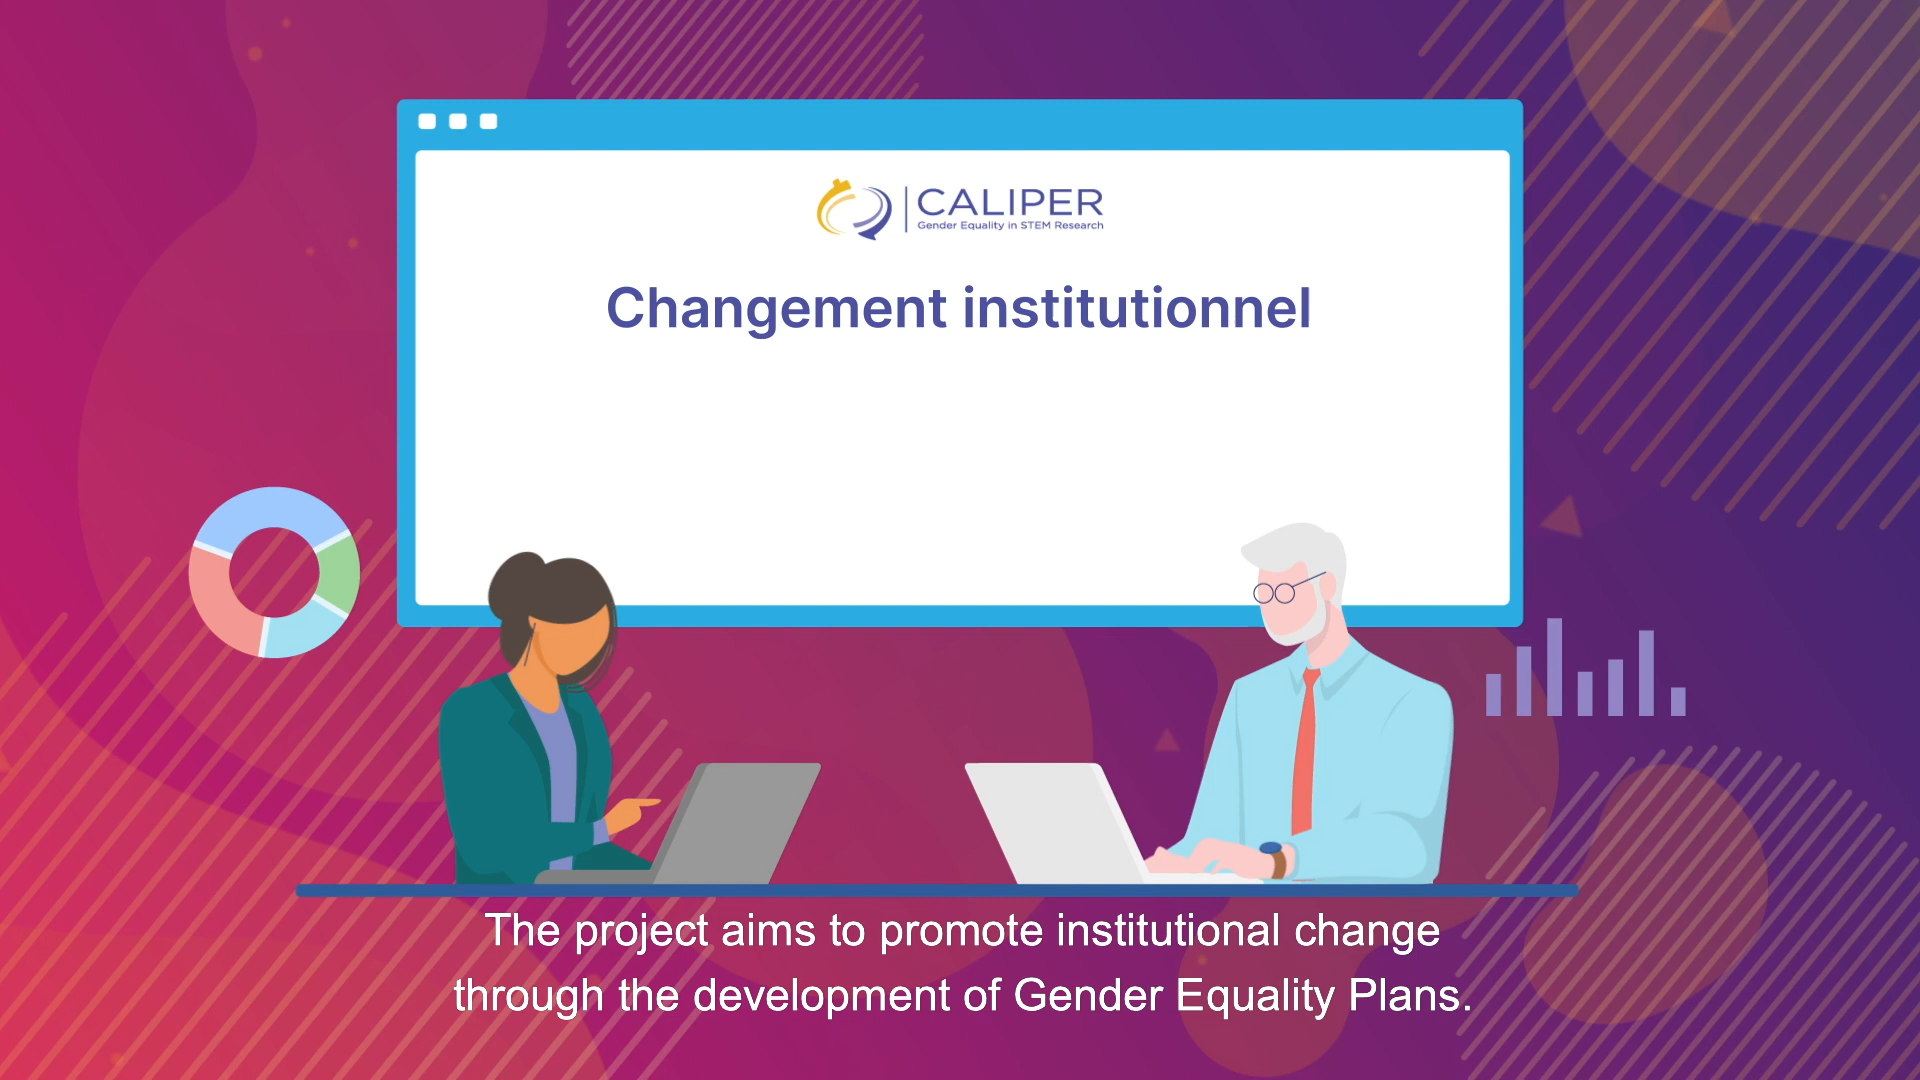 CALIPER
Gender Equality in STEM Research
Changement institutionnel
The project aims to promote institutional change
through the development of Gender Equality Plans.